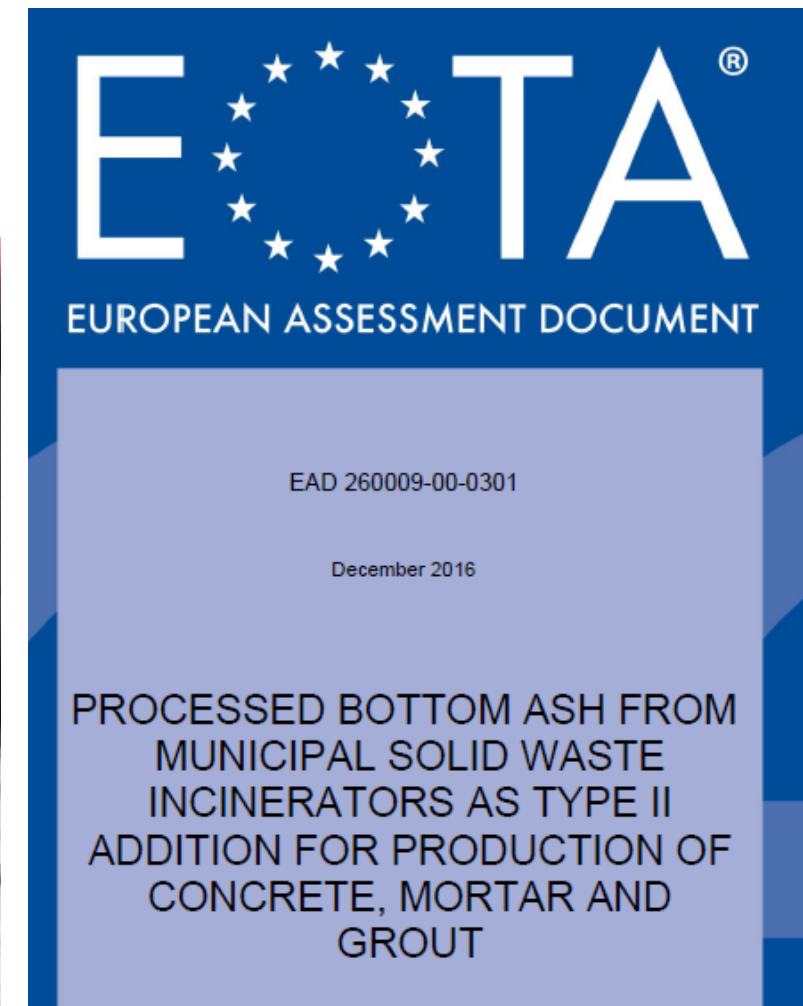 EOTA®
EUROPEAN ASSESSMENT DOCUMENT
EAD 260009-00-0301
December 2016
PROCESSED BOTTOM ASH FROM
MUNICIPAL SOLID WASTE
INCINERATORS AS TYPE II
ADDITION FOR PRODUCTION OF
CONCRETE, MORTAR AND
GROUT